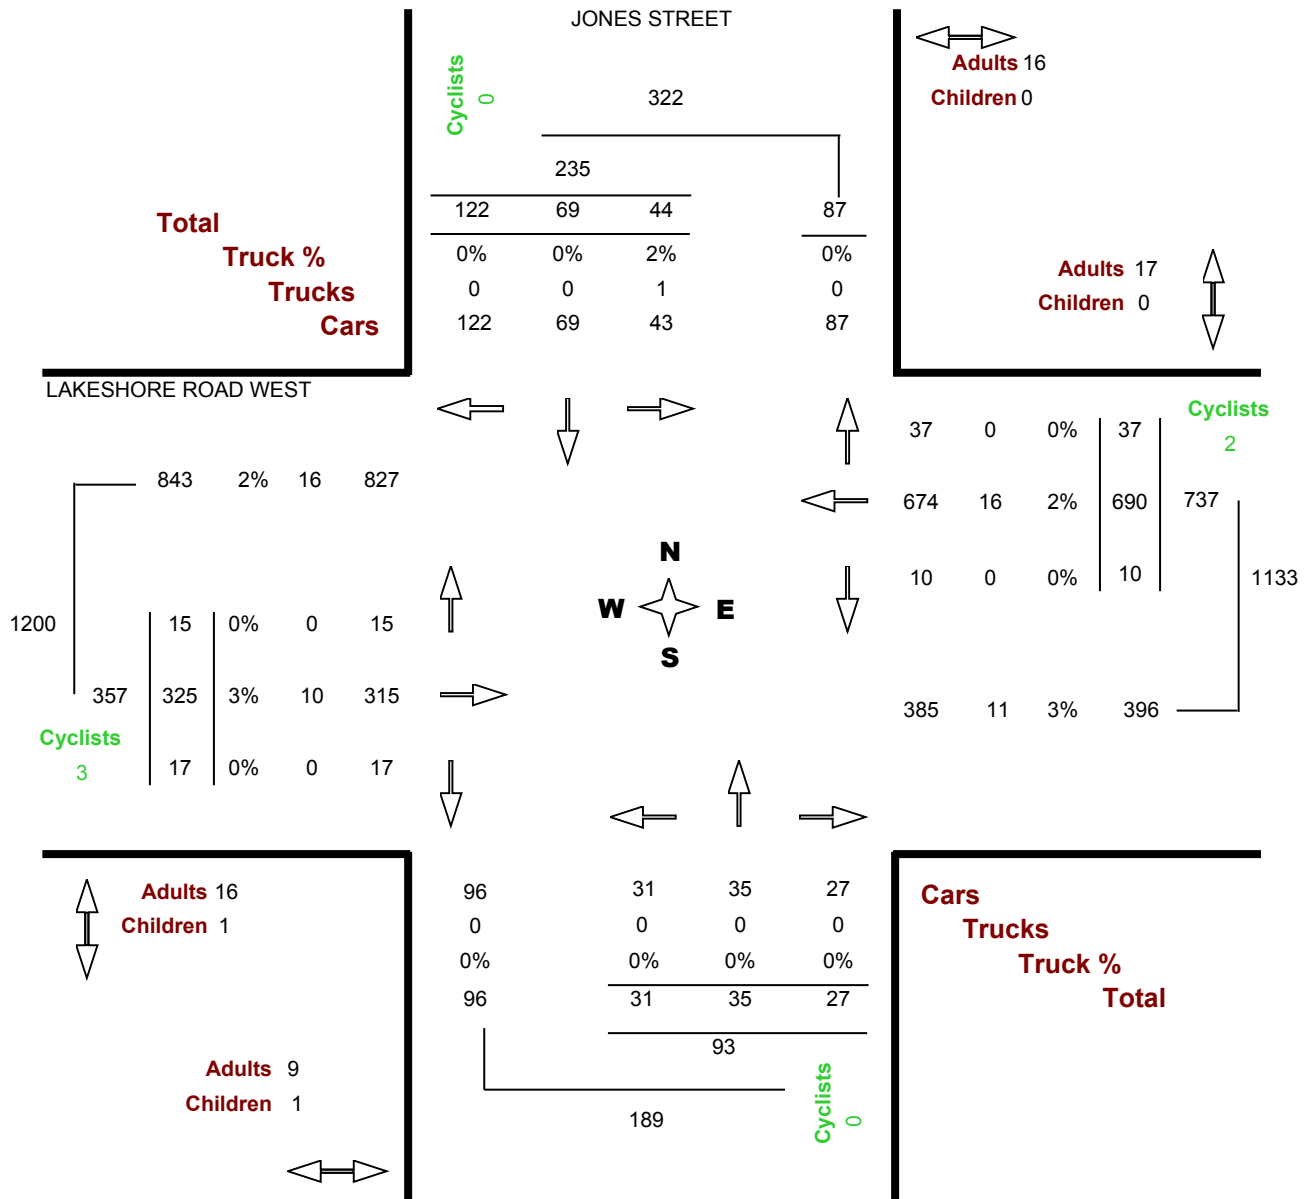 JONES STREET
Cyclists
0
322
Adults 16
Children 0
235
122 69 44 87
Total
Truck %
Trucks
Cars
0% 0% 2% 0%
0 0 1 0
122 69 43 87
Adults 17
Children 0
LAKESHORE ROAD WEST
37 0 0% 37
Cyclists
2
843 2% 16 827
674 16 2% 690 737
10 0 0% 10
1133
N
W E
S
1200
15 0% 0 15
357 325 3% 10 315
385 11 3% 396
Cyclists
3
17 0% 0 17
Adults 16
Children 1
96 31 35 27
0 0 0 0
0% 0% 0% 0%
96 31 35 27
Cars
Trucks
Truck %
Total
93
Adults 9
Children 1
189
Cyclists
0